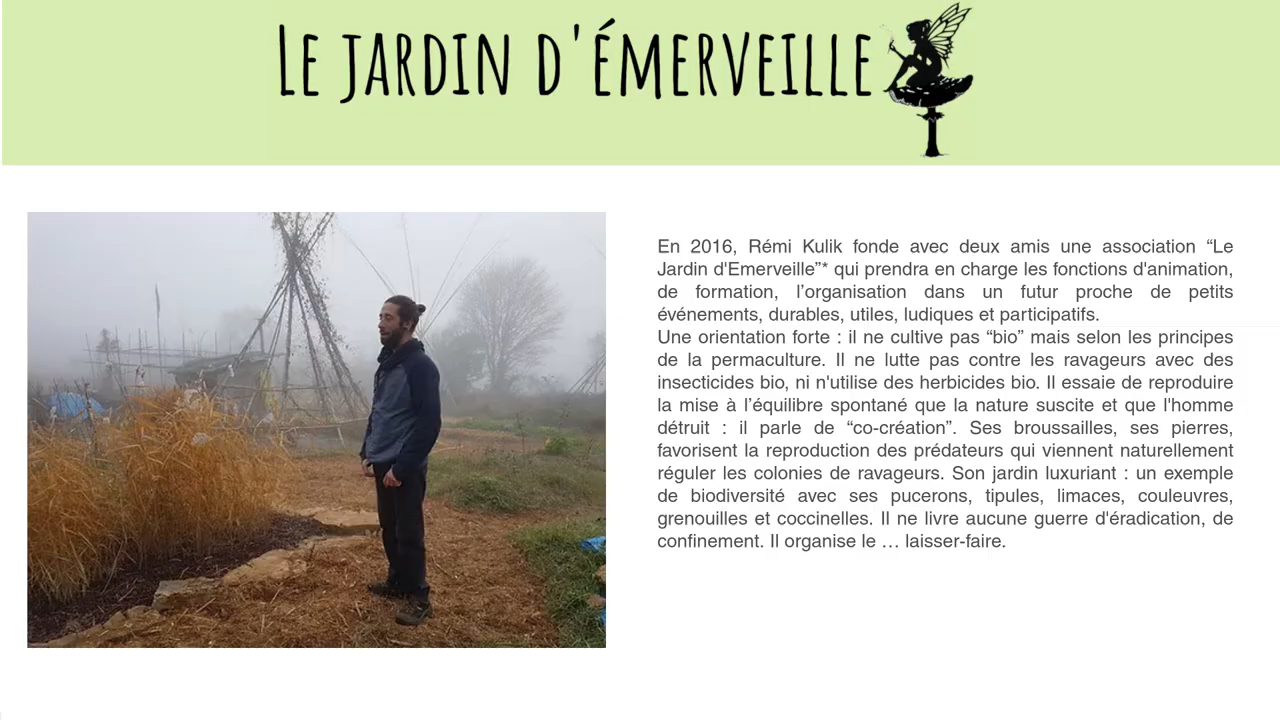 LE JARDIN D'ÉMERVEILLE
En 2016, Rémi Kulik fonde avec deux amis une association “Le
Jardin d'Emerveille”* qui prendra en charge les fonctions d'animation,
de formation, l’organisation dans un futur proche de petits
événements, durables, utiles, ludiques et participatifs.
Une orientation forte : il ne cultive pas “bio” mais selon les principes
de la permaculture. Il ne lutte pas contre les ravageurs avec des
insecticides bio, ni n'utilise des herbicides bio. Il essaie de reproduire
la mise à l’équilibre spontané que la nature suscite et que l'homme
détruit : il parle de “co-création”. Ses broussailles, ses pierres,
favorisent la reproduction des prédateurs qui viennent naturellement
réguler les colonies de ravageurs. Son jardin luxuriant : un exemple
de biodiversité avec ses pucerons, tipules, limaces, couleuvres,
grenouilles et coccinelles. Il ne livre aucune guerre d'éradication, de
confinement. Il organise le … laisser-faire.